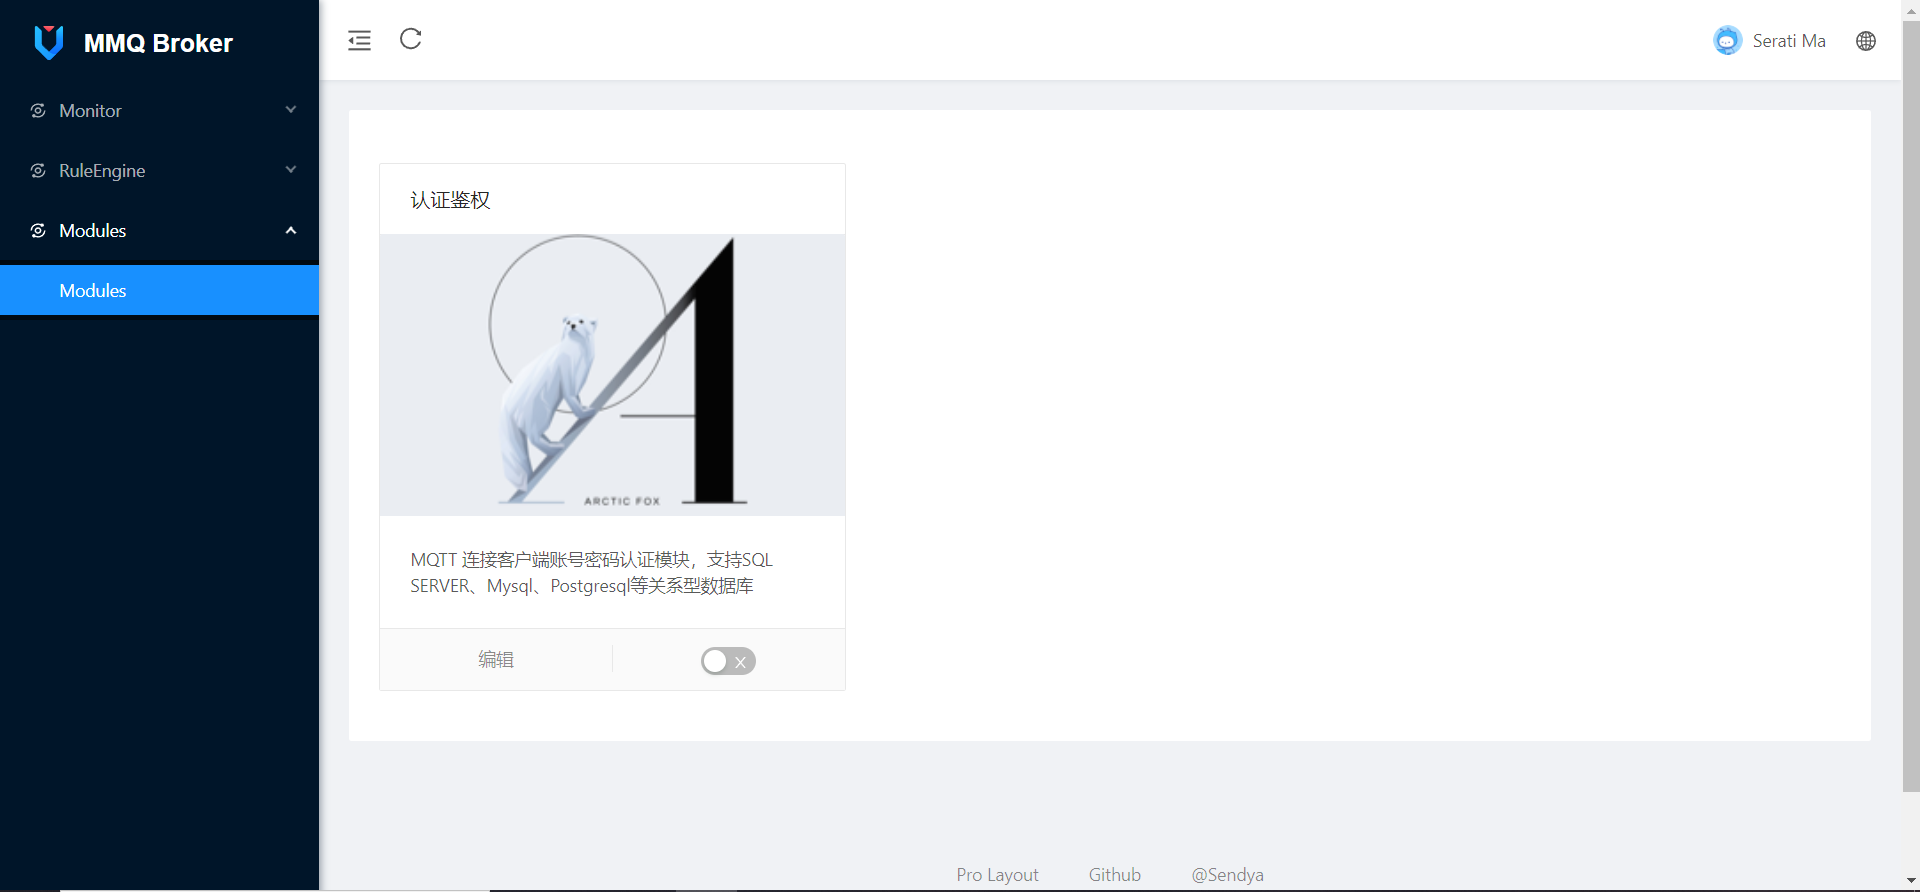 MMQ Broker
Serati Ma
Monitor
RuleEngine
Modules
Modules
认证鉴权
ARCTIC FOX
MQTT 连接客户端账号密码认证模块，支持SQL
SERVER、Mysql、Postgresql等关系型数据库
编辑
Pro Layout Github @Sendya